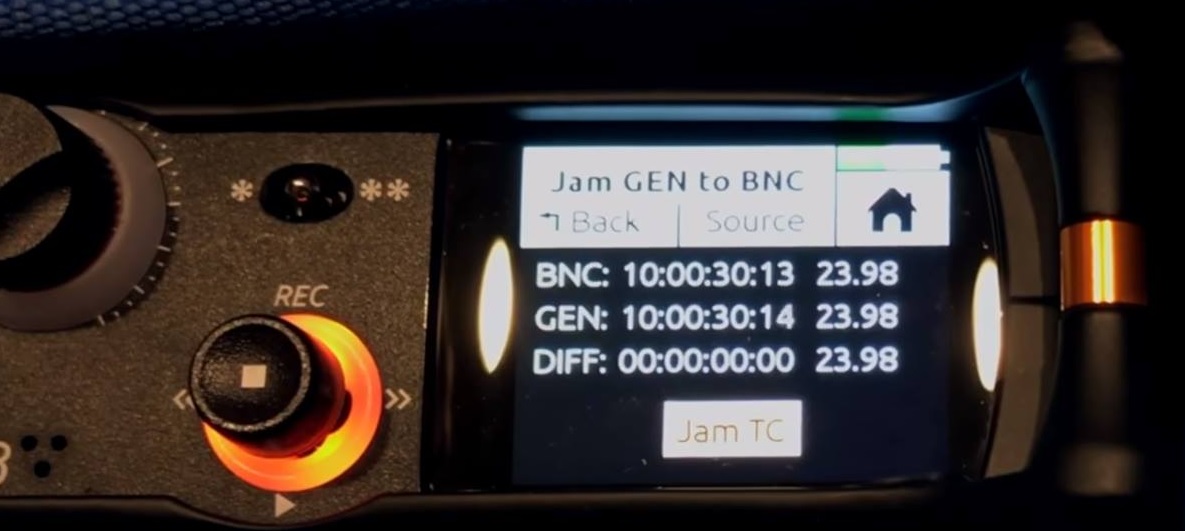 Jam GEN to BNC
Back
Source
BNC: 10:00:30:13 23.98
GEN: 10:00:30:14 23.98
DIFF: 00:00:00:00 23.98
Jam TC
* **
REC
« »